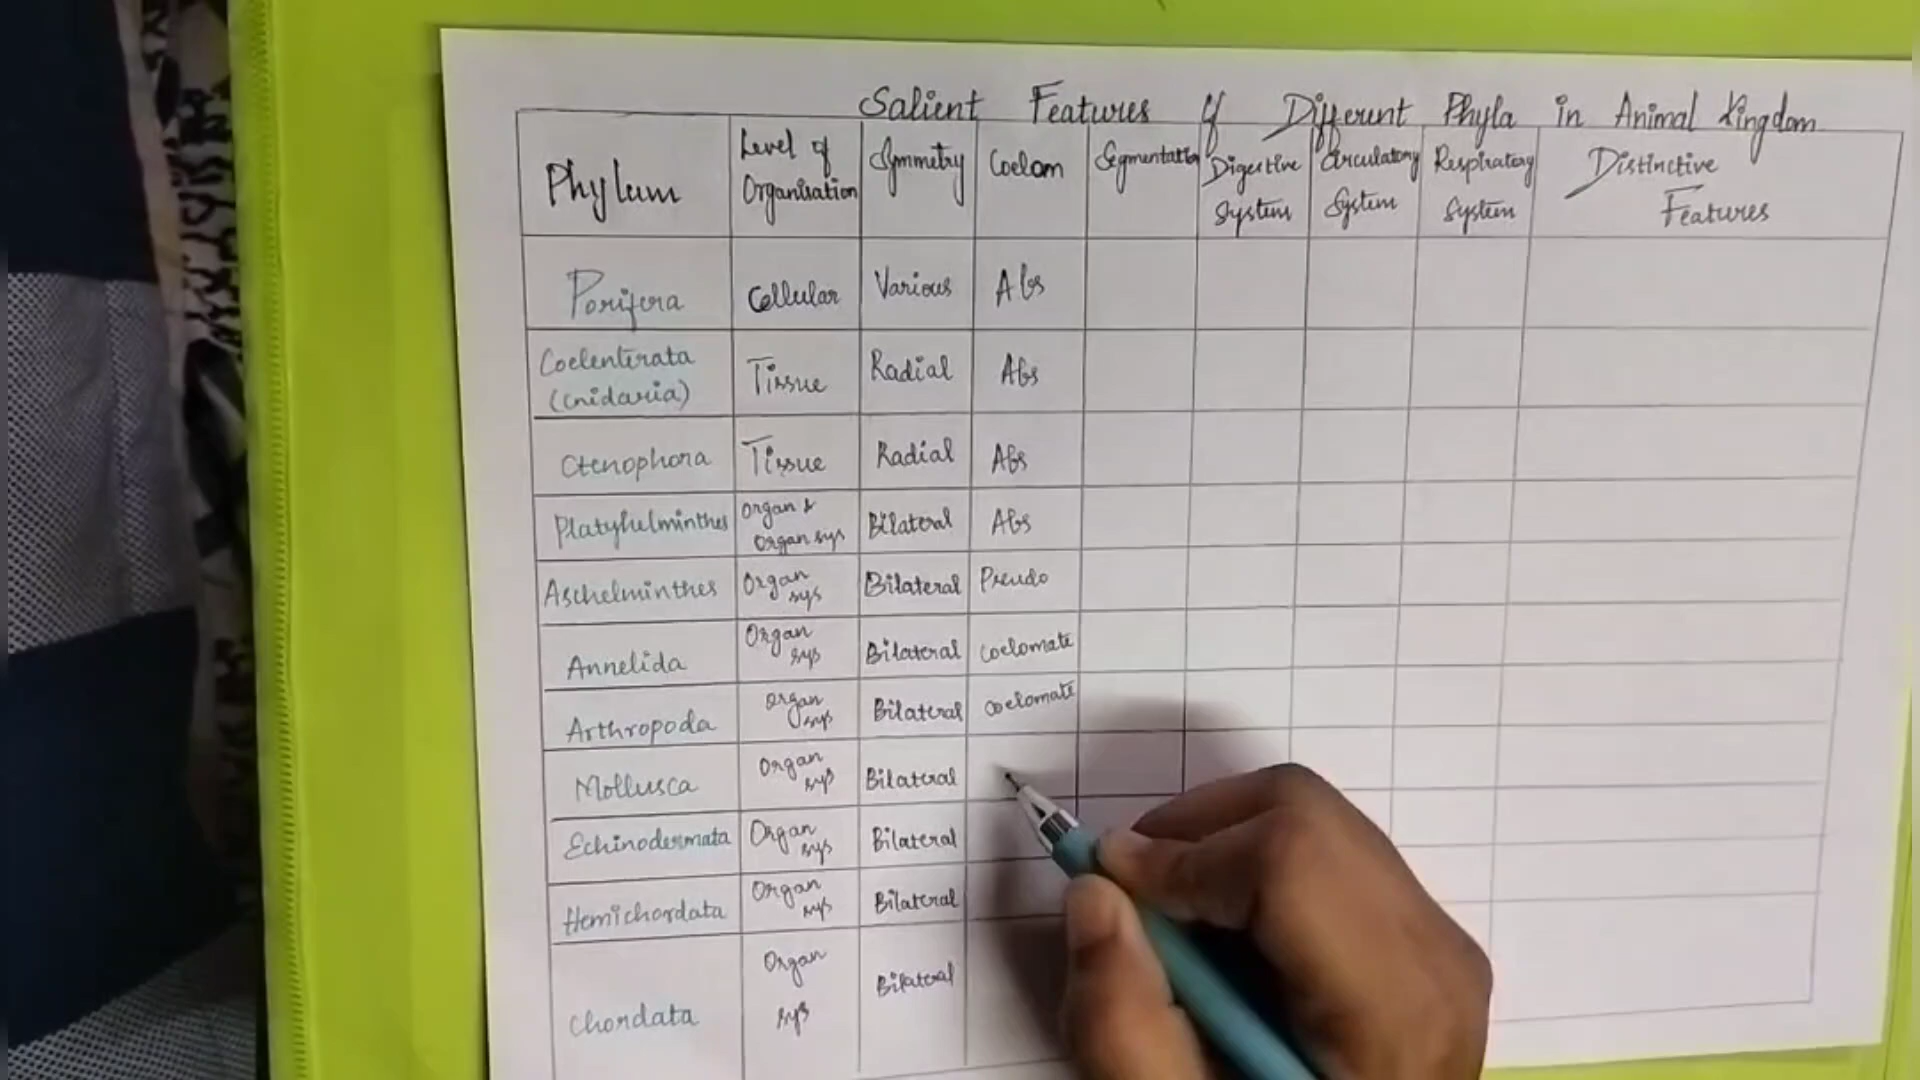 Salient Features of Different Phyla in Animal Kingdom
Phylum
Level of
Organisation
Symmetry
Coelom
Segmentation
Digestive
System
Circulatory
System
Respiratory
System
Distinctive
Features
Porifera
Cellular
Various
Abs
Coelenterata
(Cnidaria)
Tissue
Radial
Abs
Ctenophora
Tissue
Radial
Abs
Platyhelminthes
Organ &
Organ sys
Bilateral
Abs
Aschelminthes
Organ
sys
Bilateral
Pseudo
Annelida
Organ
sys
Bilateral
Coelomate
Arthropoda
Organ
sys
Bilateral
Coelomate
Mollusca
Organ
sys
Bilateral
Echinodermata
Organ
sys
Bilateral
Hemichordata
Organ
sys
Bilateral
Chordata
Organ
sys
Bilateral